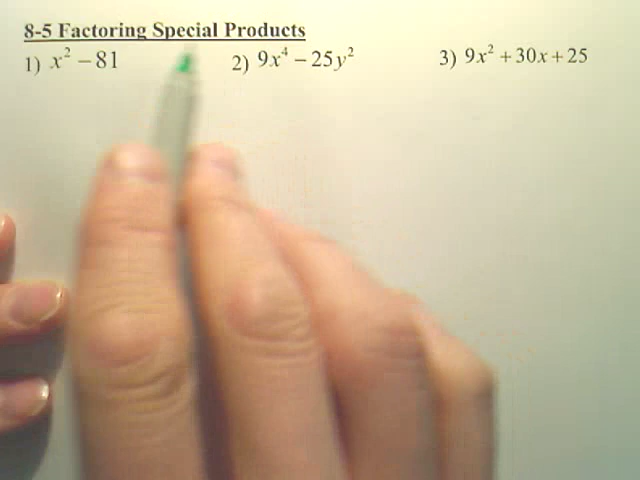 8-5 Factoring Special Products
1) x² − 81 2) 9x⁴ − 25y² 3) 9x² + 30x + 25